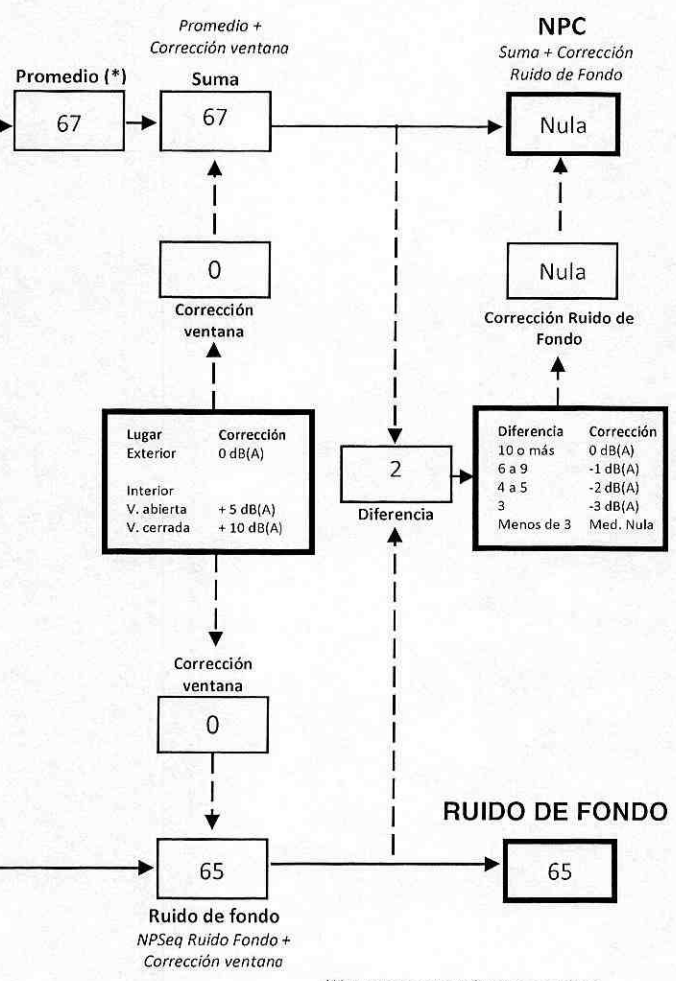 Promedio +
Corrección ventana
NPC
Suma + Corrección
Ruido de Fondo
Promedio (*)
Suma
67
67
Nula
0
Corrección
ventana
Nula
Corrección Ruido de
Fondo
Lugar Corrección
Exterior 0 dB(A)
Interior
V. abierta + 5 dB(A)
V. cerrada + 10 dB(A)
2
Diferencia
Diferencia Corrección
10 o más 0 dB(A)
6 a 9 -1 dB(A)
4 a 5 -2 dB(A)
3 -3 dB(A)
Menos de 3 Med. Nula
Corrección
ventana
0
RUIDO DE FONDO
65
65
Ruido de fondo
NPSeq Ruido Fondo +
Corrección ventana